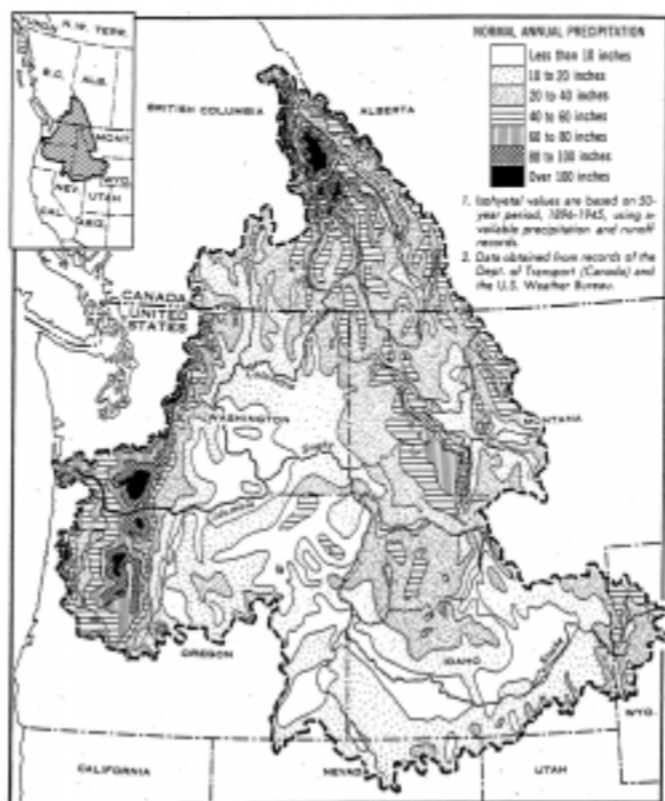 NORMAL ANNUAL PRECIPITATION
Less than 10 inches
10 to 20 inches
20 to 40 inches
40 to 60 inches
60 to 80 inches
80 to 100 inches
Over 100 inches
1. Isohyetal values are based on 50-
year period, 1896-1945, using a-
vailable precipitation and runoff
records.
2. Data obtained from records of the
Dept. of Transport (Canada) and
the U.S. Weather Bureau.
YUKON N.W. TERR.
B.C.
ALB.
MONT.
WYO.
NEV.
UTAH
CAL.
BRITISH COLUMBIA
ALBERTA
CANADA
UNITED
STATES
WASHINGTON
MONTANA
OREGON
IDAHO
WYO.
CALIFORNIA
UTAH